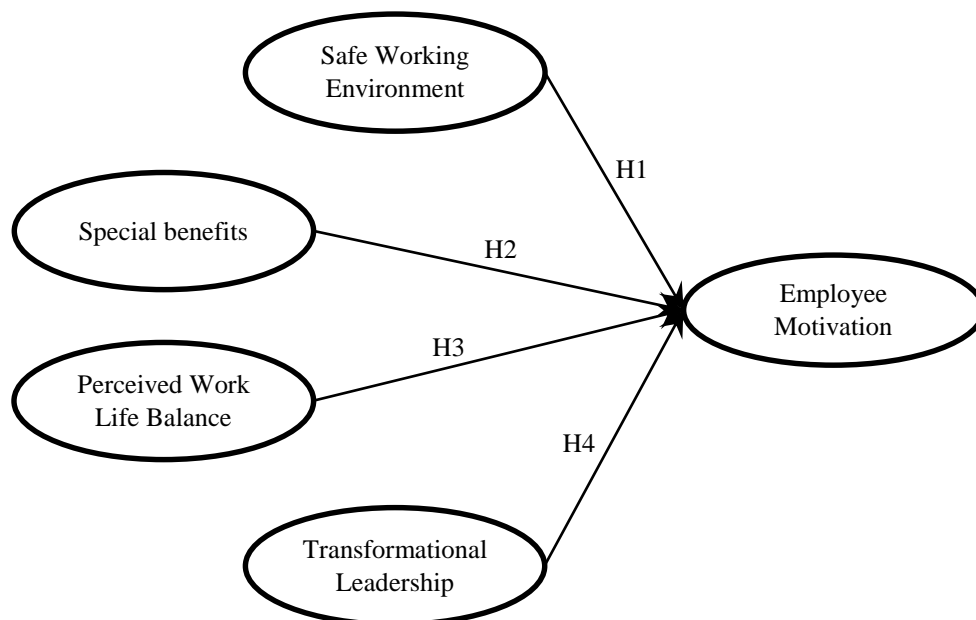 Safe Working
Environment
H1
Special benefits
H2
Employee
Motivation
H3
Perceived Work
Life Balance
H4
Transformational
Leadership